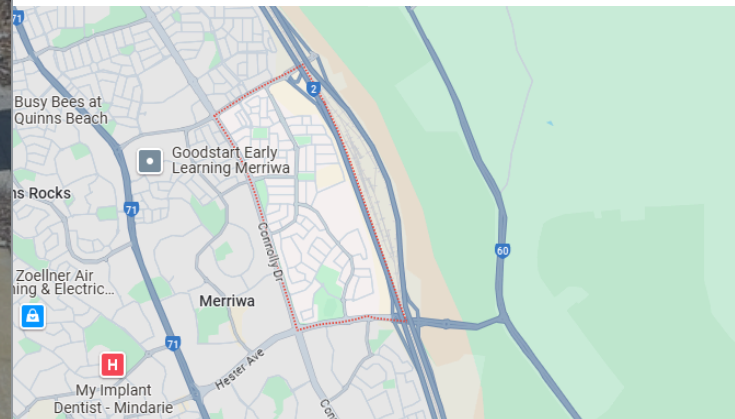 71
2
Busy Bees at
Quinns Beach
Goodstart Early
Learning Merriwa
ns Rocks
71
Connolly Dr
60
Zoellner Air
ning & Electric...
Merriwa
71
H
Hester Ave
My Implant
Dentist - Mindarie
Con